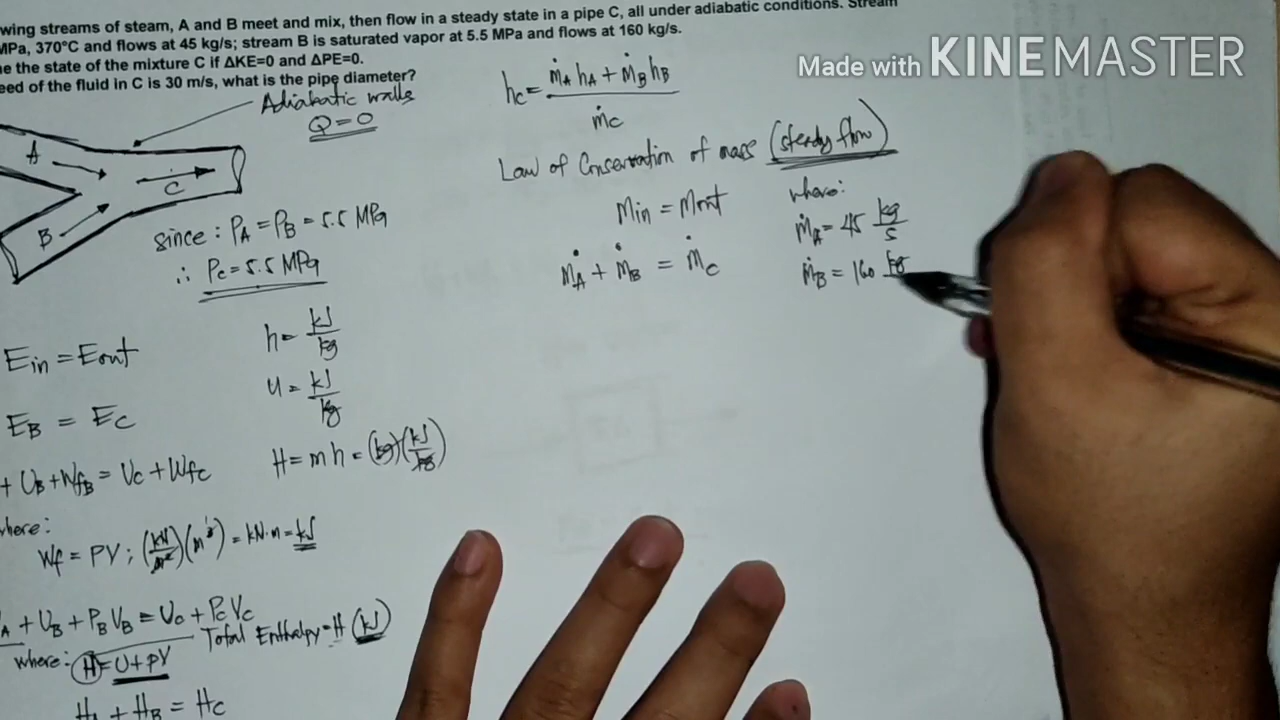 wing streams of steam, A and B meet and mix, then flow in a steady state in a pipe C, all under adiabatic conditions. Stream
MPa, 370°C and flows at 45 kg/s; stream B is saturated vapor at 5.5 MPa and flows at 160 kg/s.
e the state of the mixture C if ΔKE=0 and ΔPE=0.
eed of the fluid in C is 30 m/s, what is the pipe diameter?
Made with KINEMASTER
Adiabatic walls
Q=0
A
B
C
since: PA = PB = 5.5 MPa
∴ Pc = 5.5 MPa
Ein = Eout
EB = EC
+ UB + WfB = UC + WfC
where:
Wf = PV; (kN/m²)(m³) = kN·m = kJ
A + UB + PBVB = UC + PCVC
Total Enthalpy = H (kJ)
where: H = U + PV
HA + HB = HC
h = kJ/kg
u = kJ/kg
H = mh = (kg)(kJ/kg)
hc = ṁA hA + ṁB hB / ṁC
Law of Conservation of mass (steady flow)
Min = Mout
ṁA + ṁB = ṁC
where:
ṁA = 45 kg/s
ṁB = 160 kg